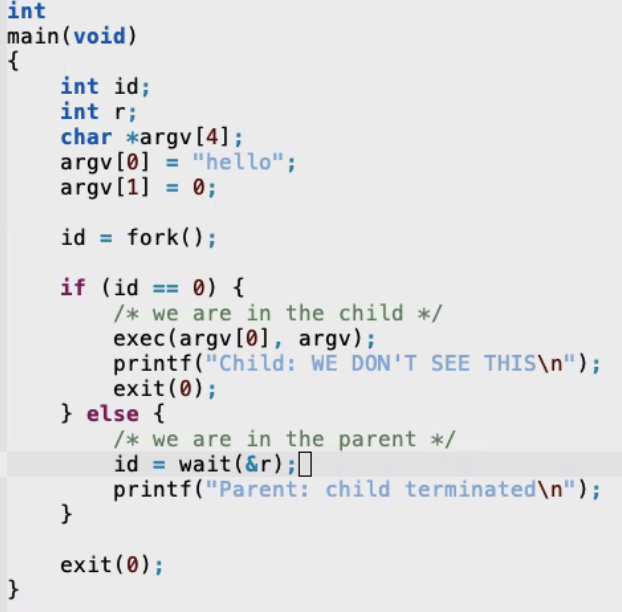 int
main(void)
{
    int id;
    int r;
    char *argv[4];
    argv[0] = "hello";
    argv[1] = 0;

    id = fork();

    if (id == 0) {
        /* we are in the child */
        exec(argv[0], argv);
        printf("Child: WE DON'T SEE THIS\n");
        exit(0);
    } else {
        /* we are in the parent */
        id = wait(&r);
        printf("Parent: child terminated\n");
    }

    exit(0);
}